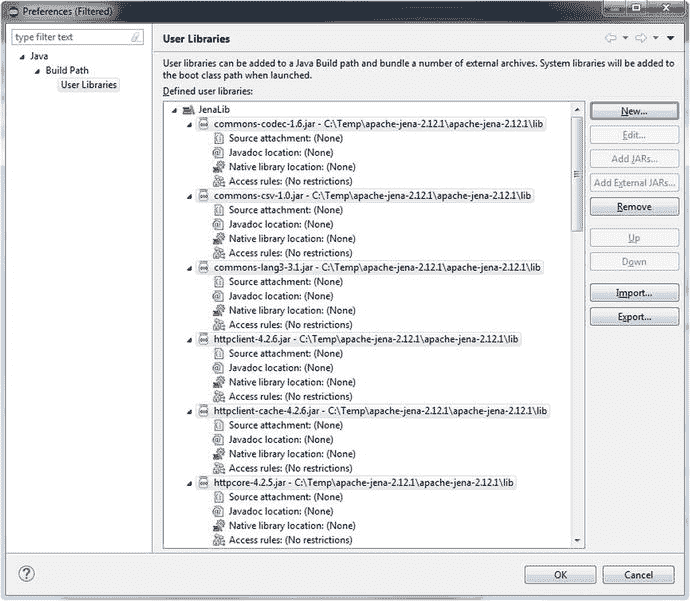 Preferences (Filtered)
type filter text
Java
Build Path
User Libraries
User Libraries
User libraries can be added to a Java Build path and bundle a number of external archives. System libraries will be added to
the boot class path when launched.
Defined user libraries:
JenaLib
commons-codec-1.6.jar - C:\Temp\apache-jena-2.12.1\apache-jena-2.12.1\lib
Source attachment: (None)
Javadoc location: (None)
Native library location: (None)
Access rules: (No restrictions)
commons-csv-1.0.jar - C:\Temp\apache-jena-2.12.1\apache-jena-2.12.1\lib
Source attachment: (None)
Javadoc location: (None)
Native library location: (None)
Access rules: (No restrictions)
commons-lang3-3.1.jar - C:\Temp\apache-jena-2.12.1\apache-jena-2.12.1\lib
Source attachment: (None)
Javadoc location: (None)
Native library location: (None)
Access rules: (No restrictions)
httpclient-4.2.6.jar - C:\Temp\apache-jena-2.12.1\apache-jena-2.12.1\lib
Source attachment: (None)
Javadoc location: (None)
Native library location: (None)
Access rules: (No restrictions)
httpclient-cache-4.2.6.jar - C:\Temp\apache-jena-2.12.1\apache-jena-2.12.1\lib
Source attachment: (None)
Javadoc location: (None)
Native library location: (None)
Access rules: (No restrictions)
httpcore-4.2.5.jar - C:\Temp\apache-jena-2.12.1\apache-jena-2.12.1\lib
Source attachment: (None)
Javadoc location: (None)
Native library location: (None)
Access rules: (No restrictions)
New...
Edit...
Add JARs...
Add External JARs...
Remove
Up
Down
Import...
Export...
?
OK
Cancel